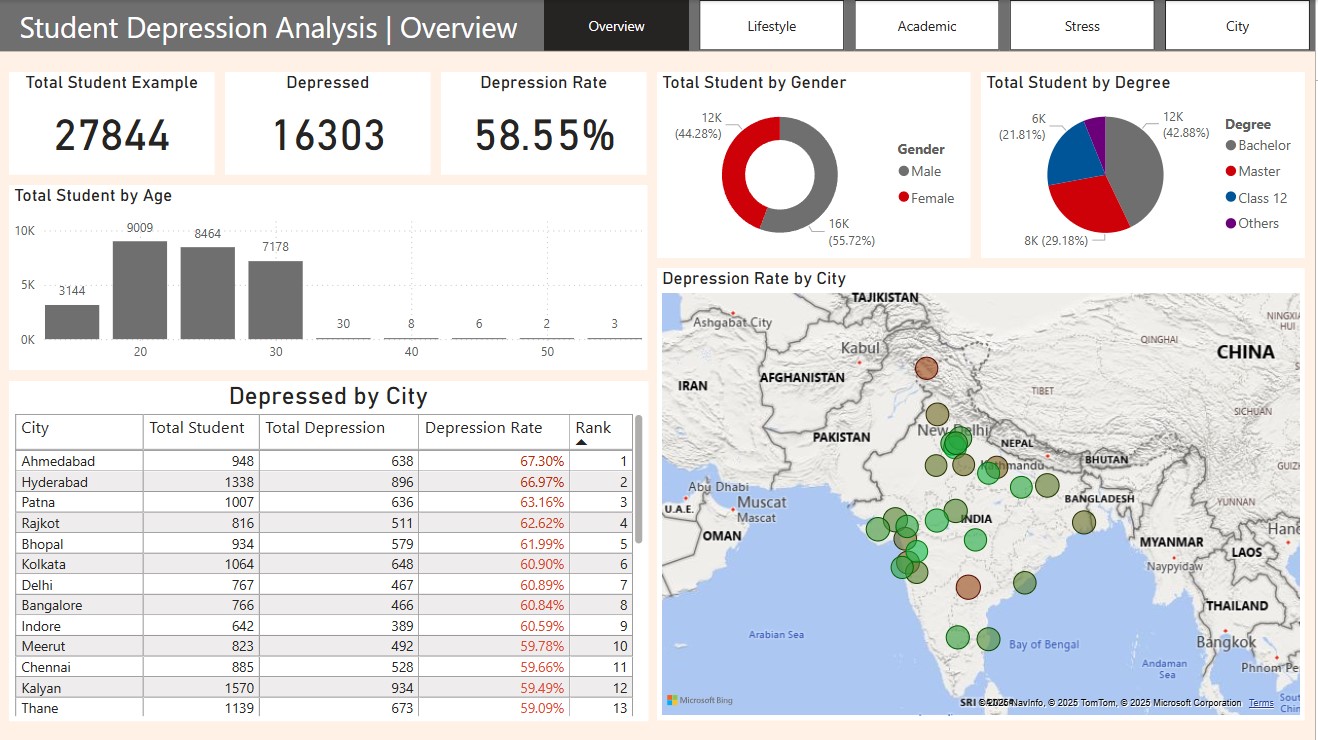 Student Depression Analysis | Overview
Overview
Lifestyle
Academic
Stress
City
Total Student Example
27844
Depressed
16303
Depression Rate
58.55%
Total Student by Gender
12K
(44.28%)
16K
(55.72%)
Gender
Male
Female
Total Student by Degree
6K
(21.81%)
12K
(42.88%)
8K (29.18%)
Degree
Bachelor
Master
Class 12
Others
Total Student by Age
10K
5K
0K
3144
9009
8464
7178
30
8
6
2
3
20
30
40
50
Depressed by City
City Total Student Total Depression Depression Rate Rank
Ahmedabad 948 638 67.30% 1
Hyderabad 1338 896 66.97% 2
Patna 1007 636 63.16% 3
Rajkot 816 511 62.62% 4
Bhopal 934 579 61.99% 5
Kolkata 1064 648 60.90% 6
Delhi 767 467 60.89% 7
Bangalore 766 466 60.84% 8
Indore 642 389 60.59% 9
Meerut 823 492 59.78% 10
Chennai 885 528 59.66% 11
Kalyan 1570 934 59.49% 12
Thane 1139 673 59.09% 13
Depression Rate by City
TAJIKISTAN
Ashgabat City
NINGXIA
HUI
QINGHAI
Kabul
CHINA
AFGHANISTAN
IRAN
TIBET
SICHUAN
New Delhi
PAKISTAN
NEPAL
BHUTAN
Kathmandu
GUIZ
Abu Dhabi
U.A.E.
Muscat
Muscat
BANGLADESH
YUNNAN
INDIA
OMAN
MYANMAR
Han
LAOS
Naypyidaw
THAILAND
Arabian Sea
Bay of Bengal
Bangkok
Andaman
Sea
Phnom Pe
Microsoft Bing
SRI
NavInfo, © 2025 TomTom, © 2025 Microsoft Corporation Terms
South
Chin